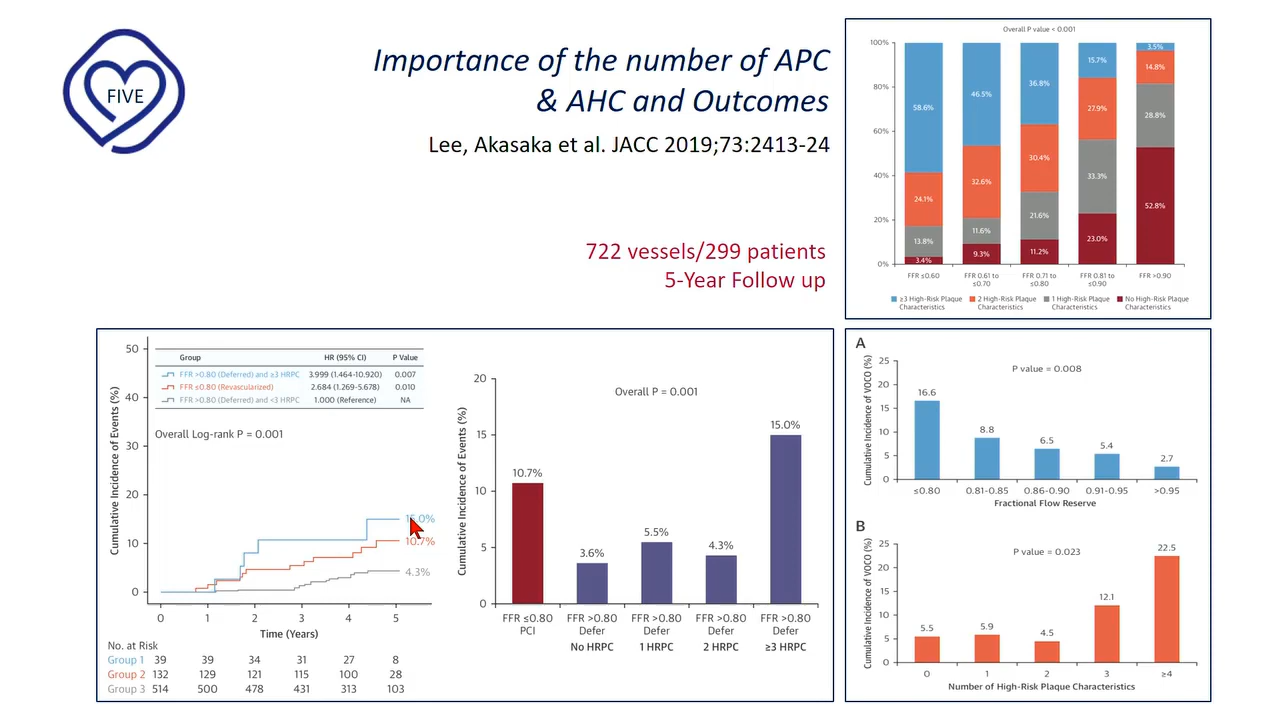 FIVE
Importance of the number of APC
& AHC and Outcomes
Lee, Akasaka et al. JACC 2019;73:2413-24
722 vessels/299 patients
5-Year Follow up
Overall P value < 0.001
100%
80%
60%
40%
20%
0%
58.6%
24.1%
13.8%
3.4%
46.5%
32.6%
11.6%
9.3%
36.8%
30.4%
21.6%
11.2%
15.7%
27.9%
33.3%
23.0%
3.5%
14.8%
28.8%
52.8%
FFR ≤0.60
FFR 0.61 to
≤0.70
FFR 0.71 to
≤0.80
FFR 0.81 to
≤0.90
FFR >0.90
≥3 High-Risk Plaque
Characteristics
2 High-Risk Plaque
Characteristics
1 High-Risk Plaque
Characteristics
No High-Risk Plaque
Characteristics
Cumulative Incidence of Events (%)
50
40
30
20
10
0
Group HR (95% CI) P Value
FFR >0.80 (Deferred) and ≥3 HRPC 3.999 (1.464-10.920) 0.007
FFR ≤0.80 (Revascularized) 2.684 (1.269-5.678) 0.010
FFR >0.80 (Deferred) and <3 HRPC 1.000 (Reference) NA
Overall Log-rank P = 0.001
15.0%
10.7%
4.3%
0 1 2 3 4 5
Time (Years)
No. at Risk
Group 1 39 39 34 31 27 8
Group 2 132 129 121 115 100 28
Group 3 514 500 478 431 313 103
Cumulative Incidence of Events (%)
20
15
10
5
0
Overall P = 0.001
10.7%
3.6%
5.5%
4.3%
15.0%
FFR ≤0.80
PCI
FFR >0.80
Defer
No HRPC
FFR >0.80
Defer
1 HRPC
FFR >0.80
Defer
2 HRPC
FFR >0.80
Defer
≥3 HRPC
A
Cumulative Incidence of VOCO (%)
25
20
15
10
5
0
P value = 0.008
16.6
8.8
6.5
5.4
2.7
≤0.80 0.81-0.85 0.86-0.90 0.91-0.95 >0.95
Fractional Flow Reserve
B
Cumulative Incidence of VOCO (%)
25
20
15
10
5
0
P value = 0.023
5.5
5.9
4.5
12.1
22.5
0 1 2 3 ≥4
Number of High-Risk Plaque Characteristics